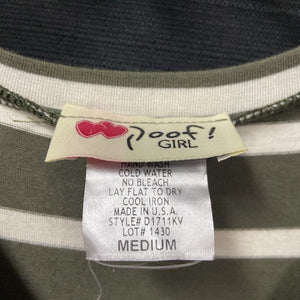 poof!
GIRL
HAND WASH
COLD WATER
NO BLEACH
LAY FLAT TO DRY
COOL IRON
MADE IN U.S.A.
STYLE# D1711KV
LOT# 1430
MEDIUM